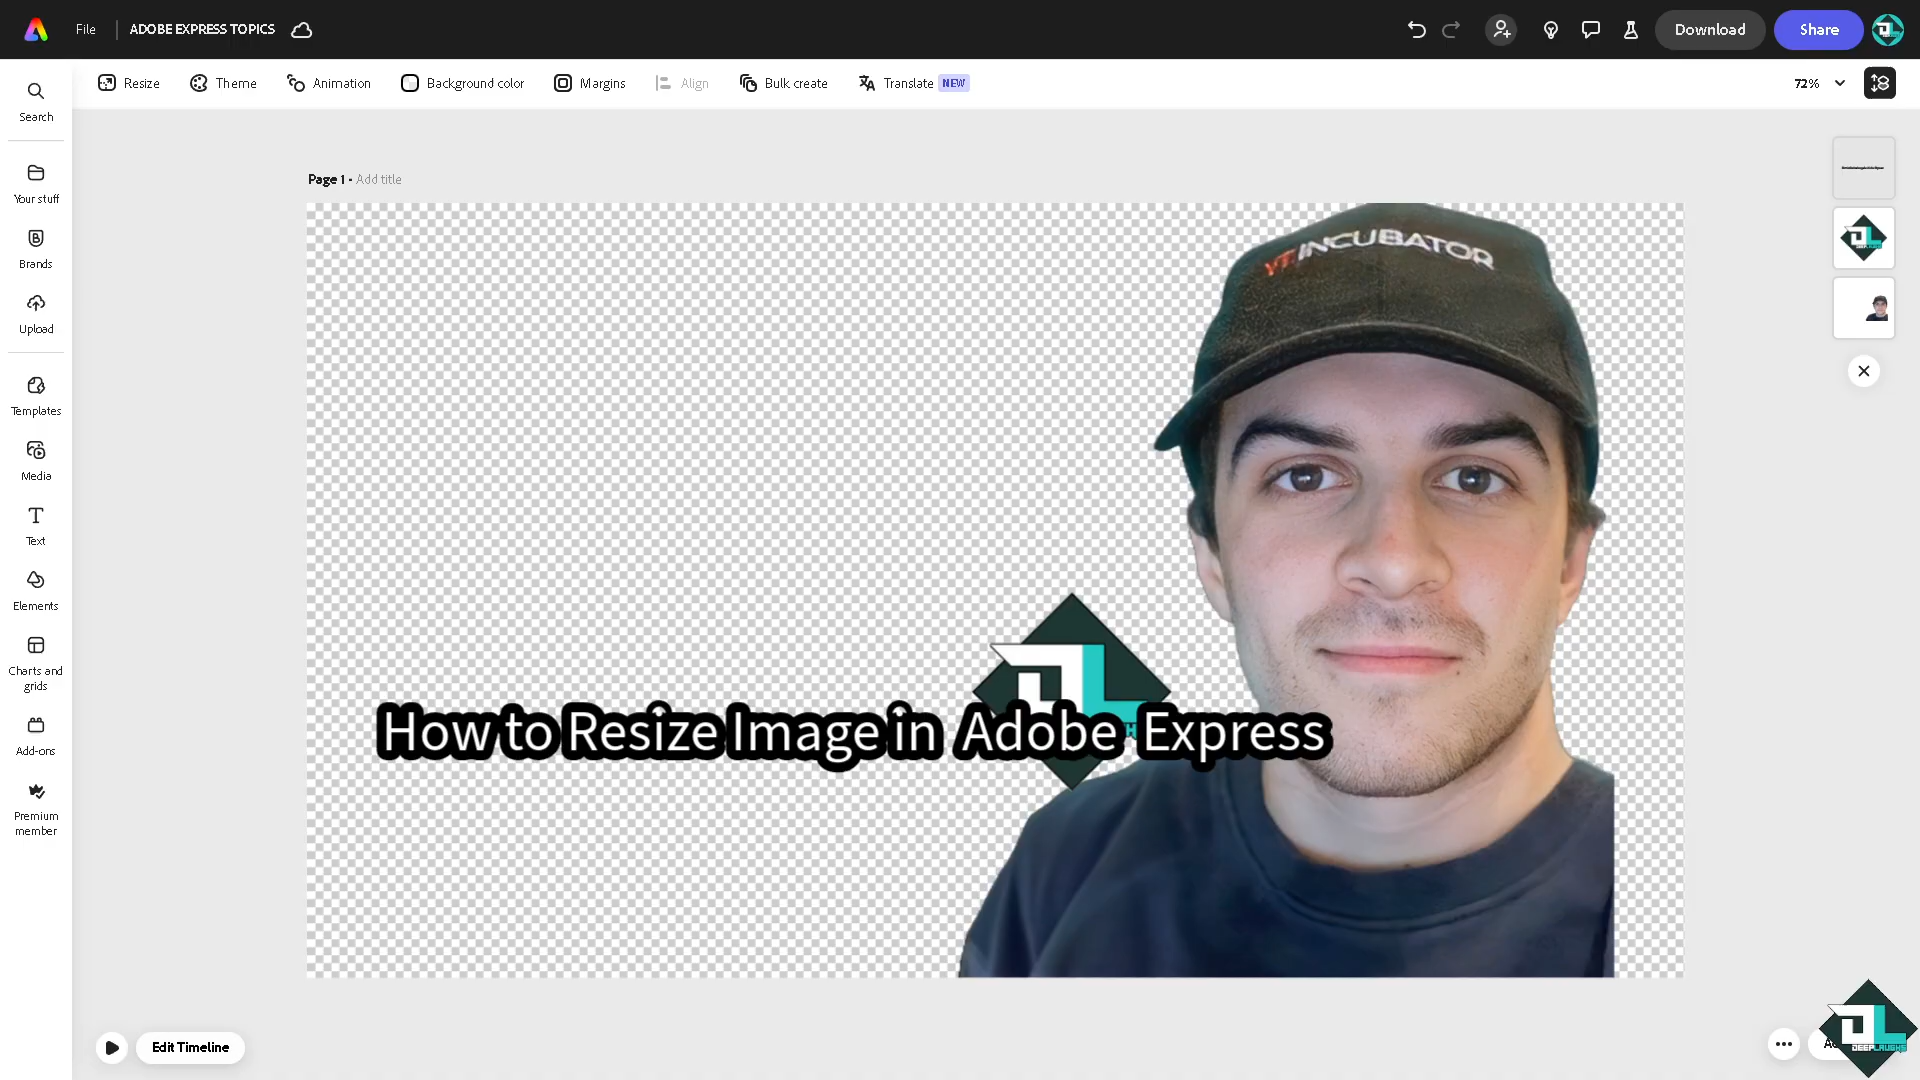 File
ADOBE EXPRESS TOPICS
Download
Share
Resize
Theme
Animation
Background color
Margins
Align
Bulk create
Translate NEW
72%
Search
Your stuff
Brands
Upload
Templates
Media
Text
Elements
Charts and
grids
Add-ons
Premium
member
Page 1 - Add title
YT.INCUBATOR
How to Resize Image in Adobe Express
Edit Timeline
DEEPLAUGHS